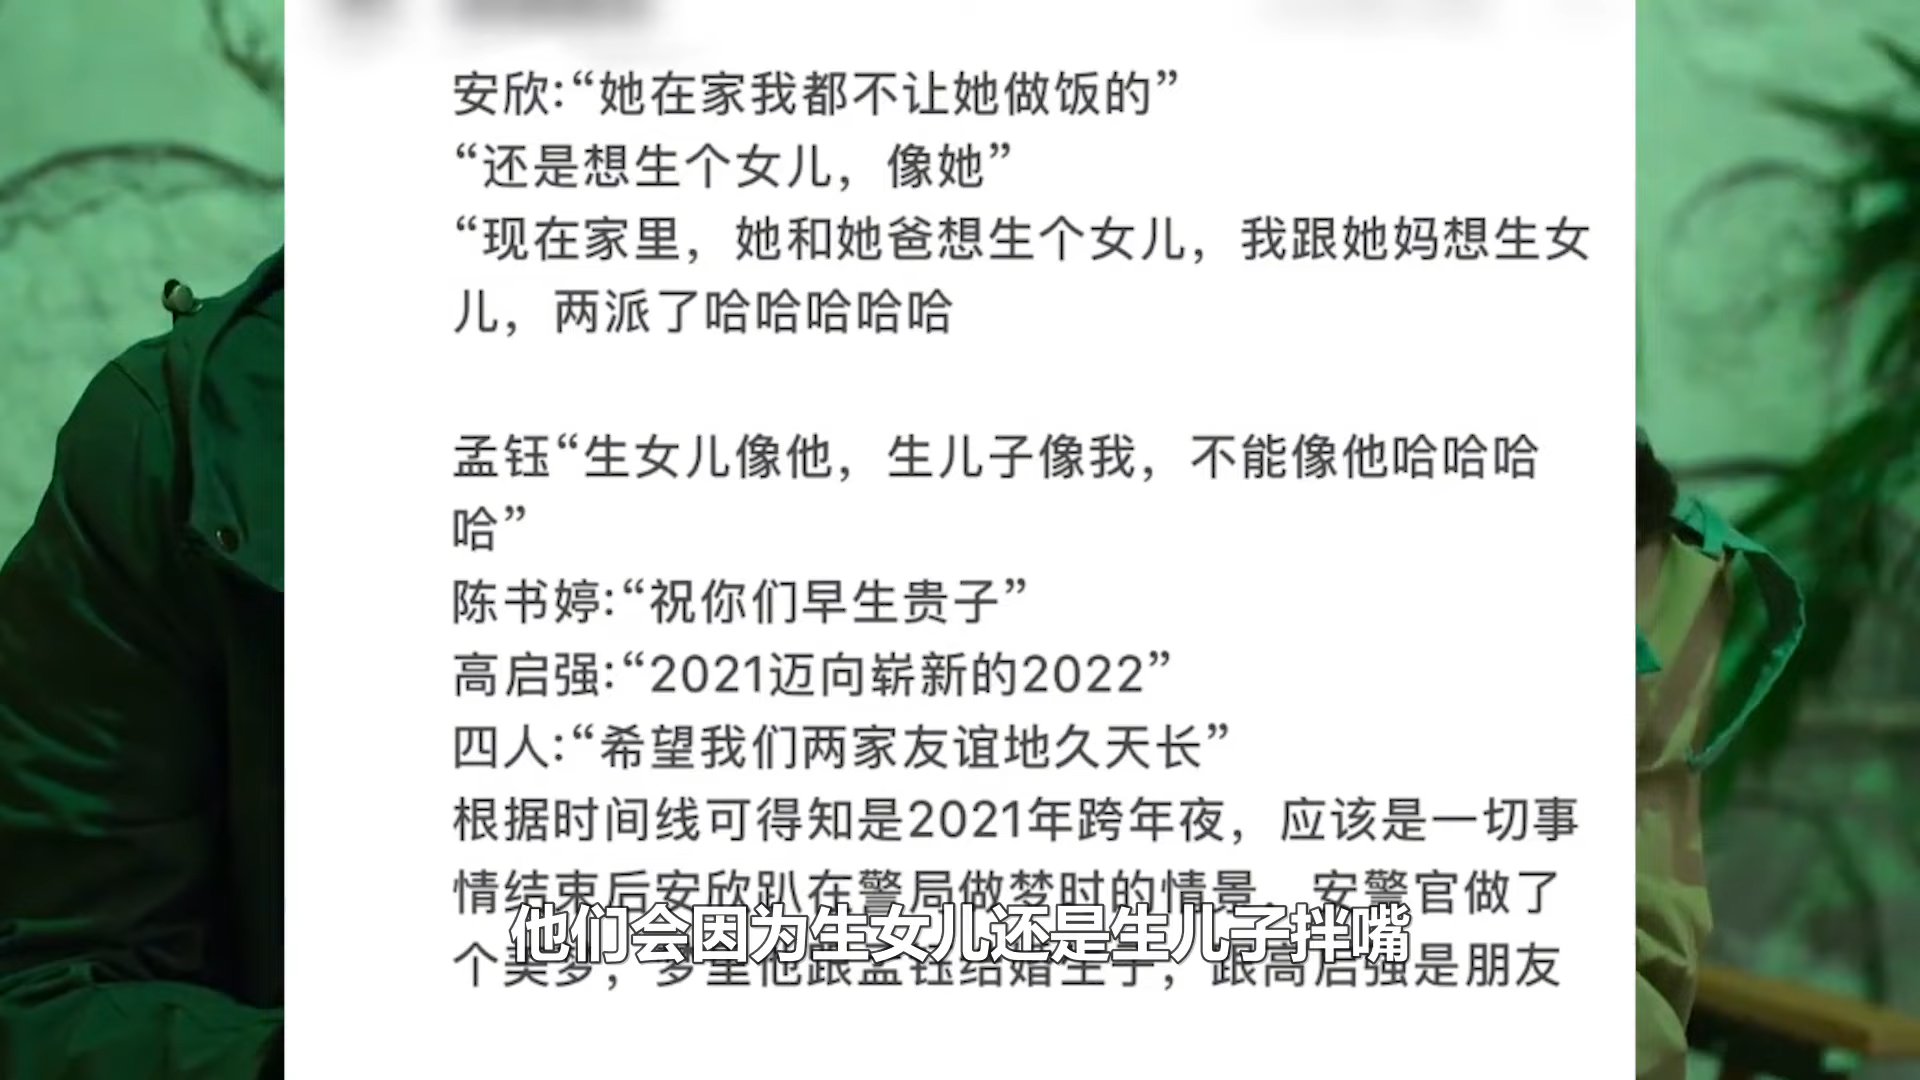 安欣:“她在家我都不让她做饭的”
“还是想生个女儿，像她”
“现在家里，她和她爸想生个女儿，我跟她妈想生女
儿，两派了哈哈哈哈哈
孟钰“生女儿像他，生儿子像我，不能像他哈哈哈
哈”
陈书婷:“祝你们早生贵子”
高启强:“2021迈向崭新的2022”
四人:“希望我们两家友谊地久天长”
根据时间线可得知是2021年跨年夜，应该是一切事
情结束后安欣趴在警局做梦时的情景，安警官做了
个美梦，梦里他跟孟钰结婚生子，跟高启强是朋友
他们会因为生女儿还是生儿子拌嘴